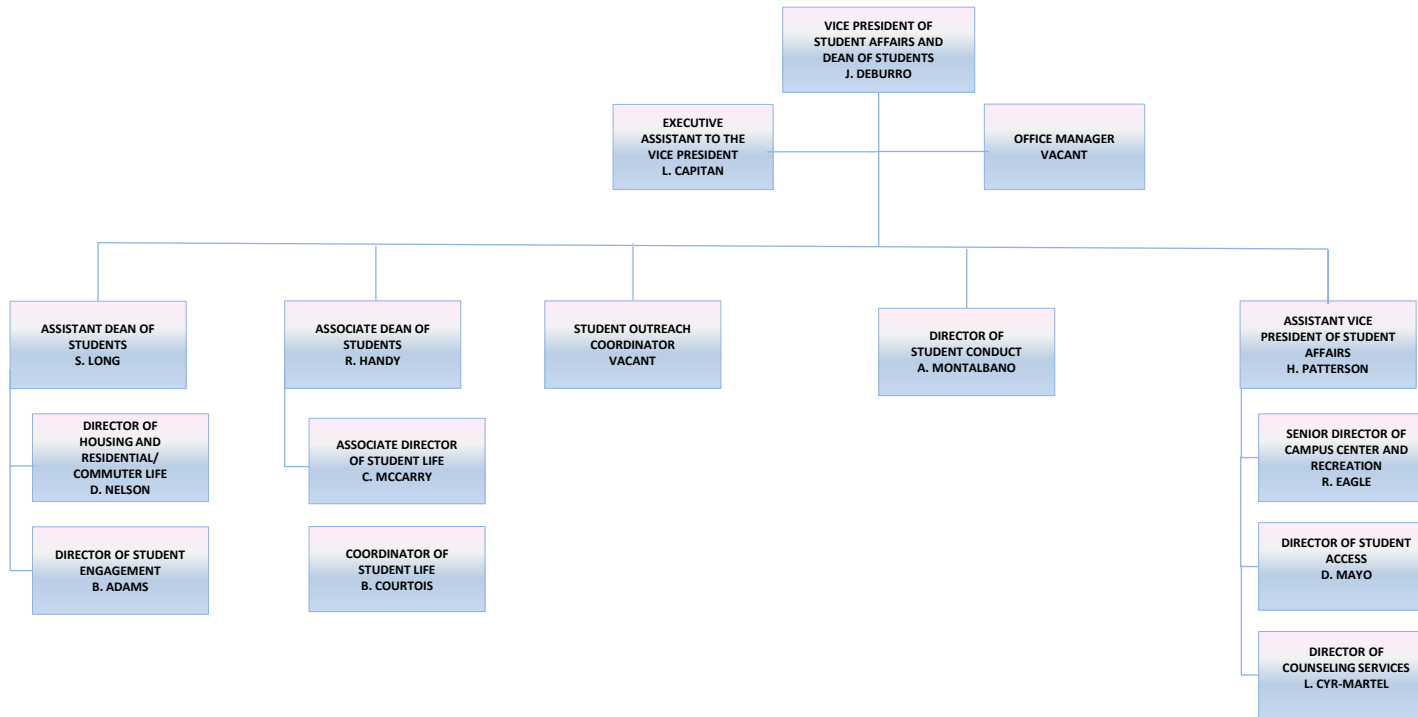 VICE PRESIDENT OF
STUDENT AFFAIRS AND
DEAN OF STUDENTS
J. DEBURRO
EXECUTIVE
ASSISTANT TO THE
VICE PRESIDENT
L. CAPITAN
OFFICE MANAGER
VACANT
ASSISTANT DEAN OF
STUDENTS
S. LONG
ASSOCIATE DEAN OF
STUDENTS
R. HANDY
STUDENT OUTREACH
COORDINATOR
VACANT
DIRECTOR OF
STUDENT CONDUCT
A. MONTALBANO
ASSISTANT VICE
PRESIDENT OF STUDENT
AFFAIRS
H. PATTERSON
DIRECTOR OF
HOUSING AND
RESIDENTIAL/
COMMUTER LIFE
D. NELSON
ASSOCIATE DIRECTOR
OF STUDENT LIFE
C. MCCARRY
SENIOR DIRECTOR OF
CAMPUS CENTER AND
RECREATION
R. EAGLE
DIRECTOR OF STUDENT
ENGAGEMENT
B. ADAMS
COORDINATOR OF
STUDENT LIFE
B. COURTOIS
DIRECTOR OF STUDENT
ACCESS
D. MAYO
DIRECTOR OF
COUNSELING SERVICES
L. CYR-MARTEL